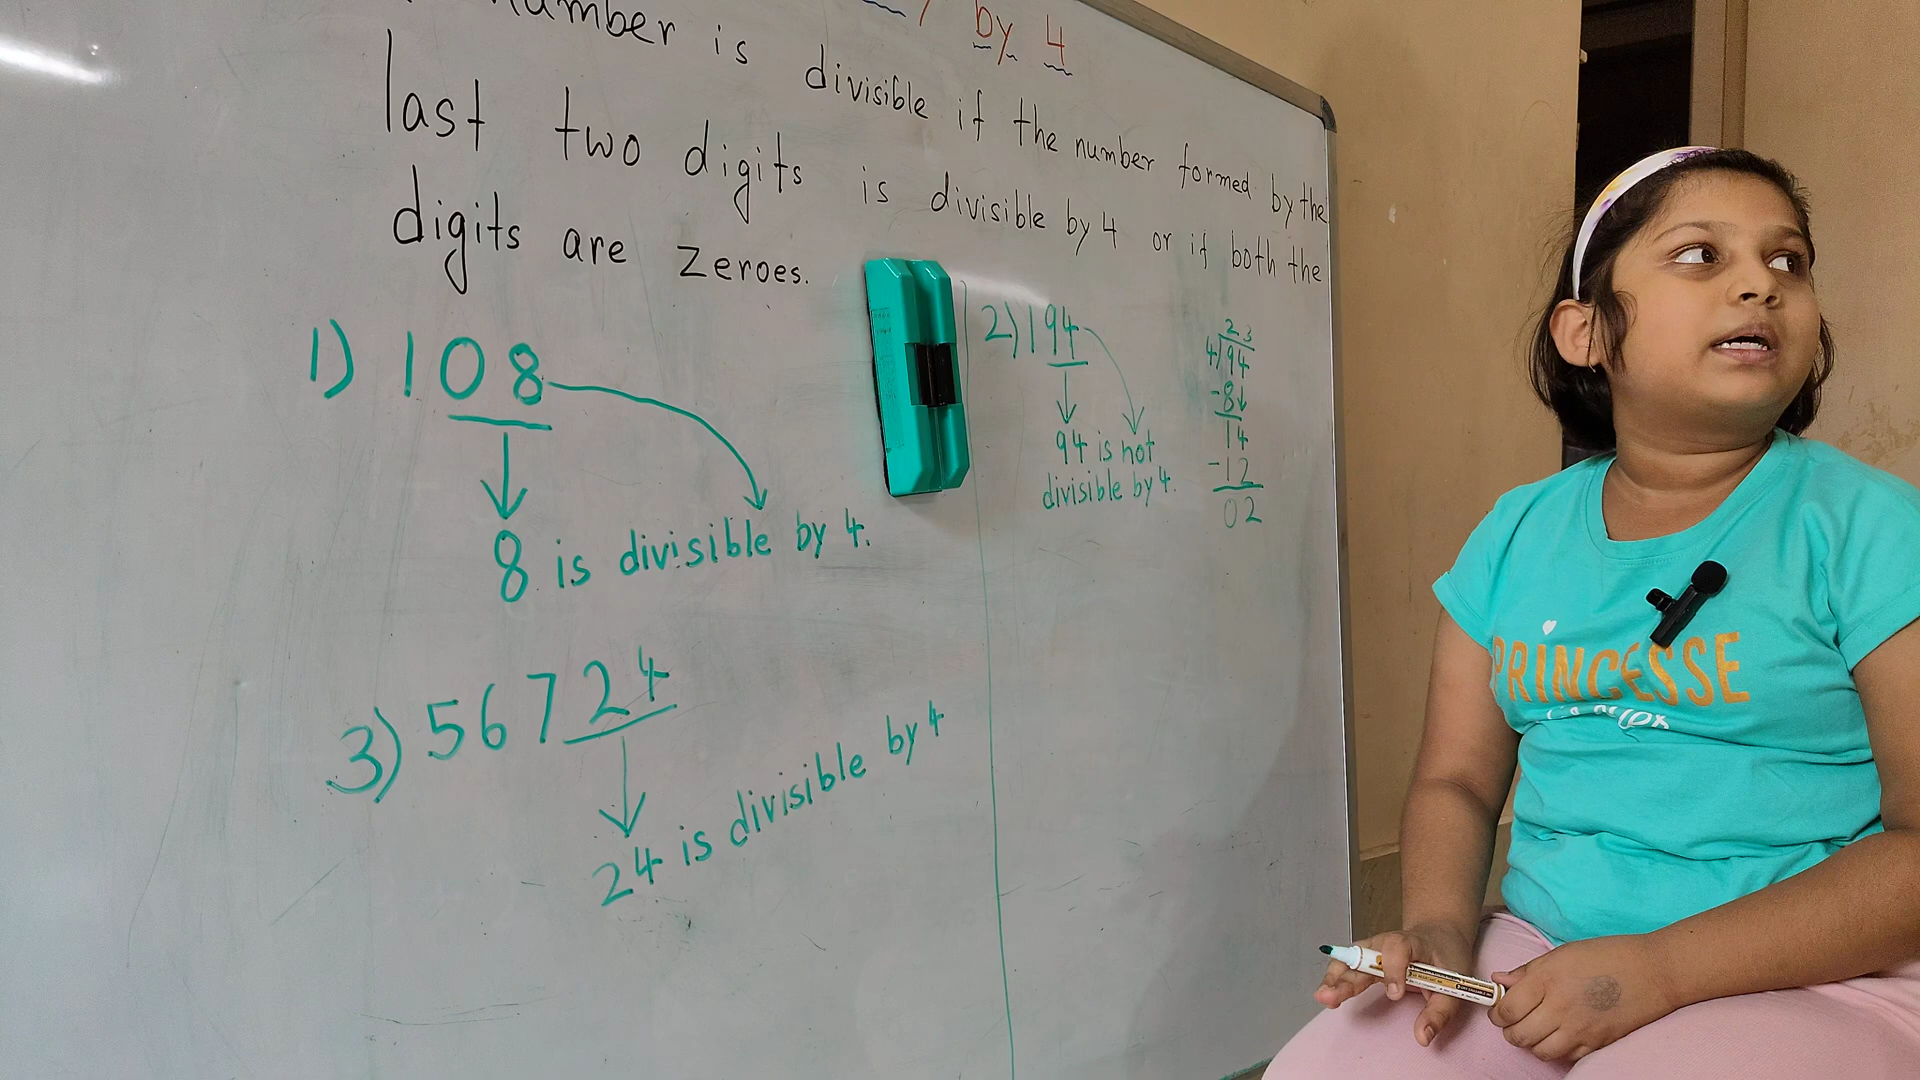 by 4
number is divisible if the number formed by the
last two digits is divisible by 4 or if both the
digits are zeroes.
1) 108
8 is divisible by 4.
2) 194
94 is not
divisible by 4.
23
4)94
-8↓
14
-12
02
3) 56724
24 is divisible by 4
PRINCESSE